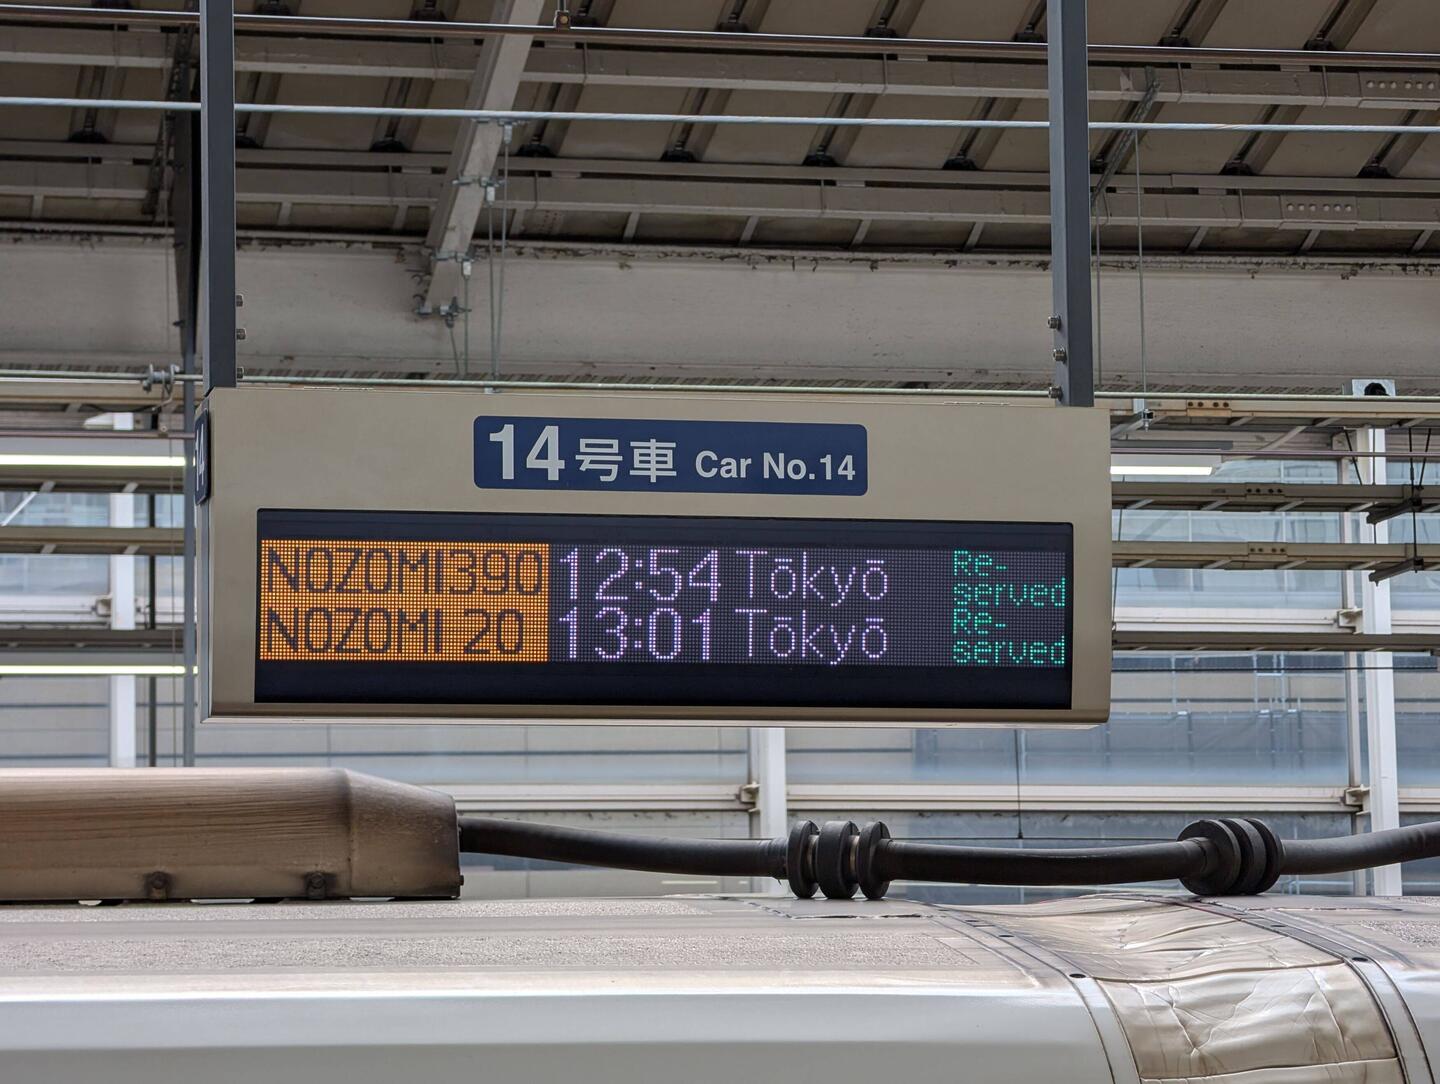 14号車 Car No.14
NOZOMI390 12:54 Tōkyō Re-served
NOZOMI 20 13:01 Tōkyō Re-served
14